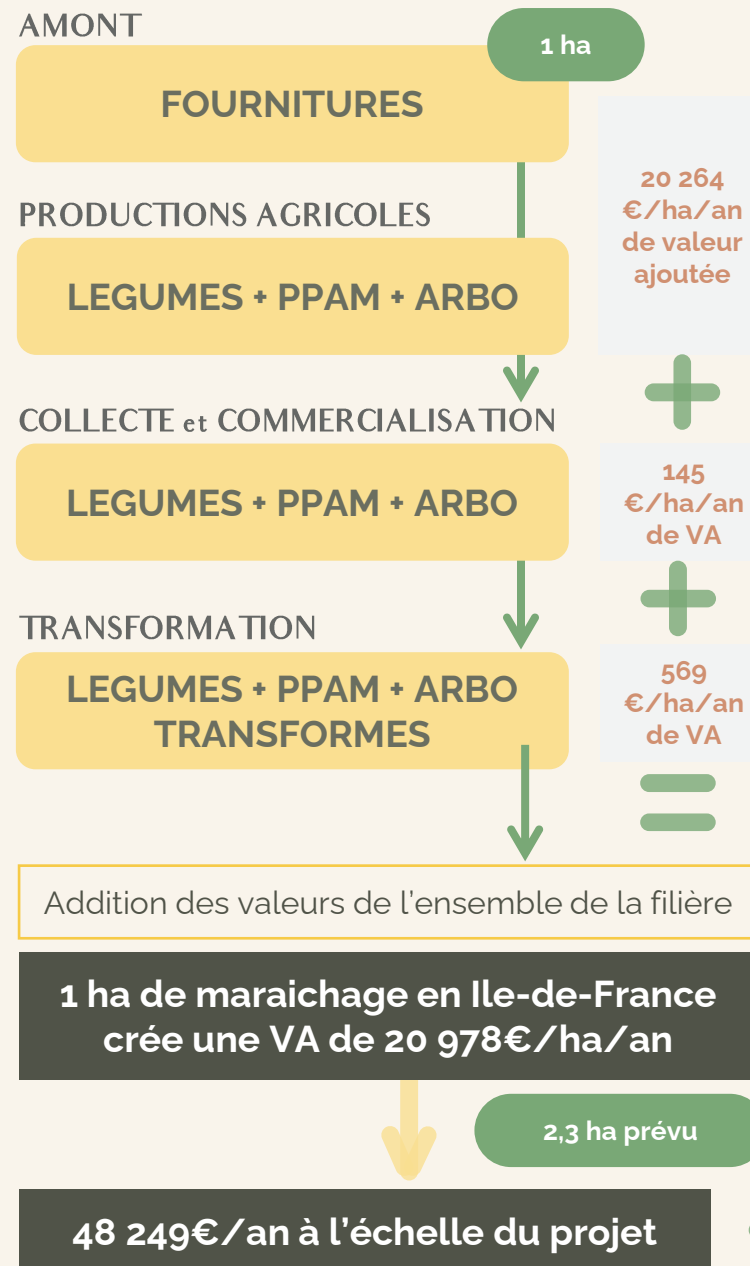 AMONT
1 ha
FOURNITURES
20 264
€/ha/an
de valeur
ajoutée
PRODUCTIONS AGRICOLES
LEGUMES + PPAM + ARBO
COLLECTE et COMMERCIALISATION
LEGUMES + PPAM + ARBO
145
€/ha/an
de VA
TRANSFORMATION
LEGUMES + PPAM + ARBO
TRANSFORMES
569
€/ha/an
de VA
Addition des valeurs de l'ensemble de la filière
1 ha de maraichage en Ile-de-France
crée une VA de 20 978€/ha/an
2,3 ha prévu
48 249€/an à l'échelle du projet